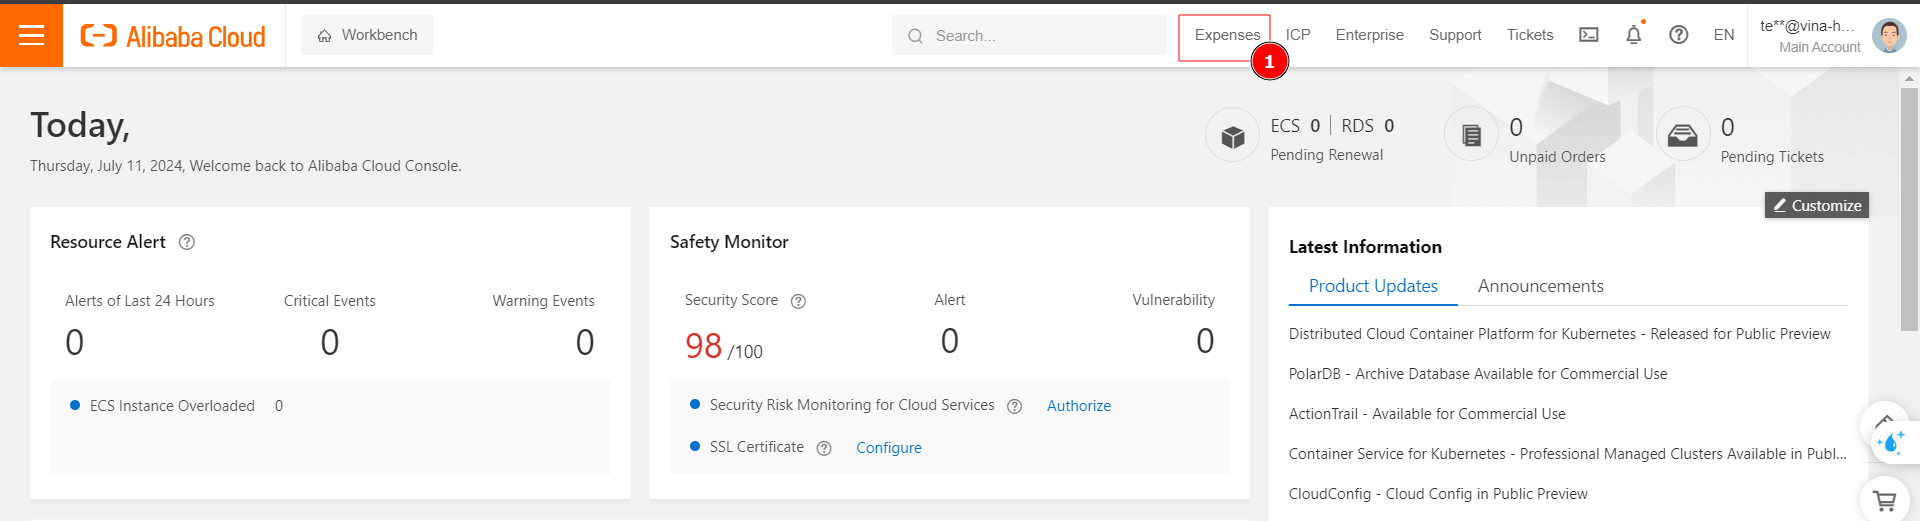 Alibaba Cloud
Workbench
Search...
Expenses
1
ICP
Enterprise
Support
Tickets
EN
te**@vina-h...
Main Account
Today,
Thursday, July 11, 2024, Welcome back to Alibaba Cloud Console.
ECS 0 | RDS 0
Pending Renewal
0
Unpaid Orders
0
Pending Tickets
Customize
Resource Alert
Alerts of Last 24 Hours
0
Critical Events
0
Warning Events
0
ECS Instance Overloaded 0
Safety Monitor
Security Score
98 /100
Alert
0
Vulnerability
0
Security Risk Monitoring for Cloud Services Authorize
SSL Certificate Configure
Latest Information
Product Updates Announcements
Distributed Cloud Container Platform for Kubernetes - Released for Public Preview
PolarDB - Archive Database Available for Commercial Use
ActionTrail - Available for Commercial Use
Container Service for Kubernetes - Professional Managed Clusters Available in Publ...
CloudConfig - Cloud Config in Public Preview